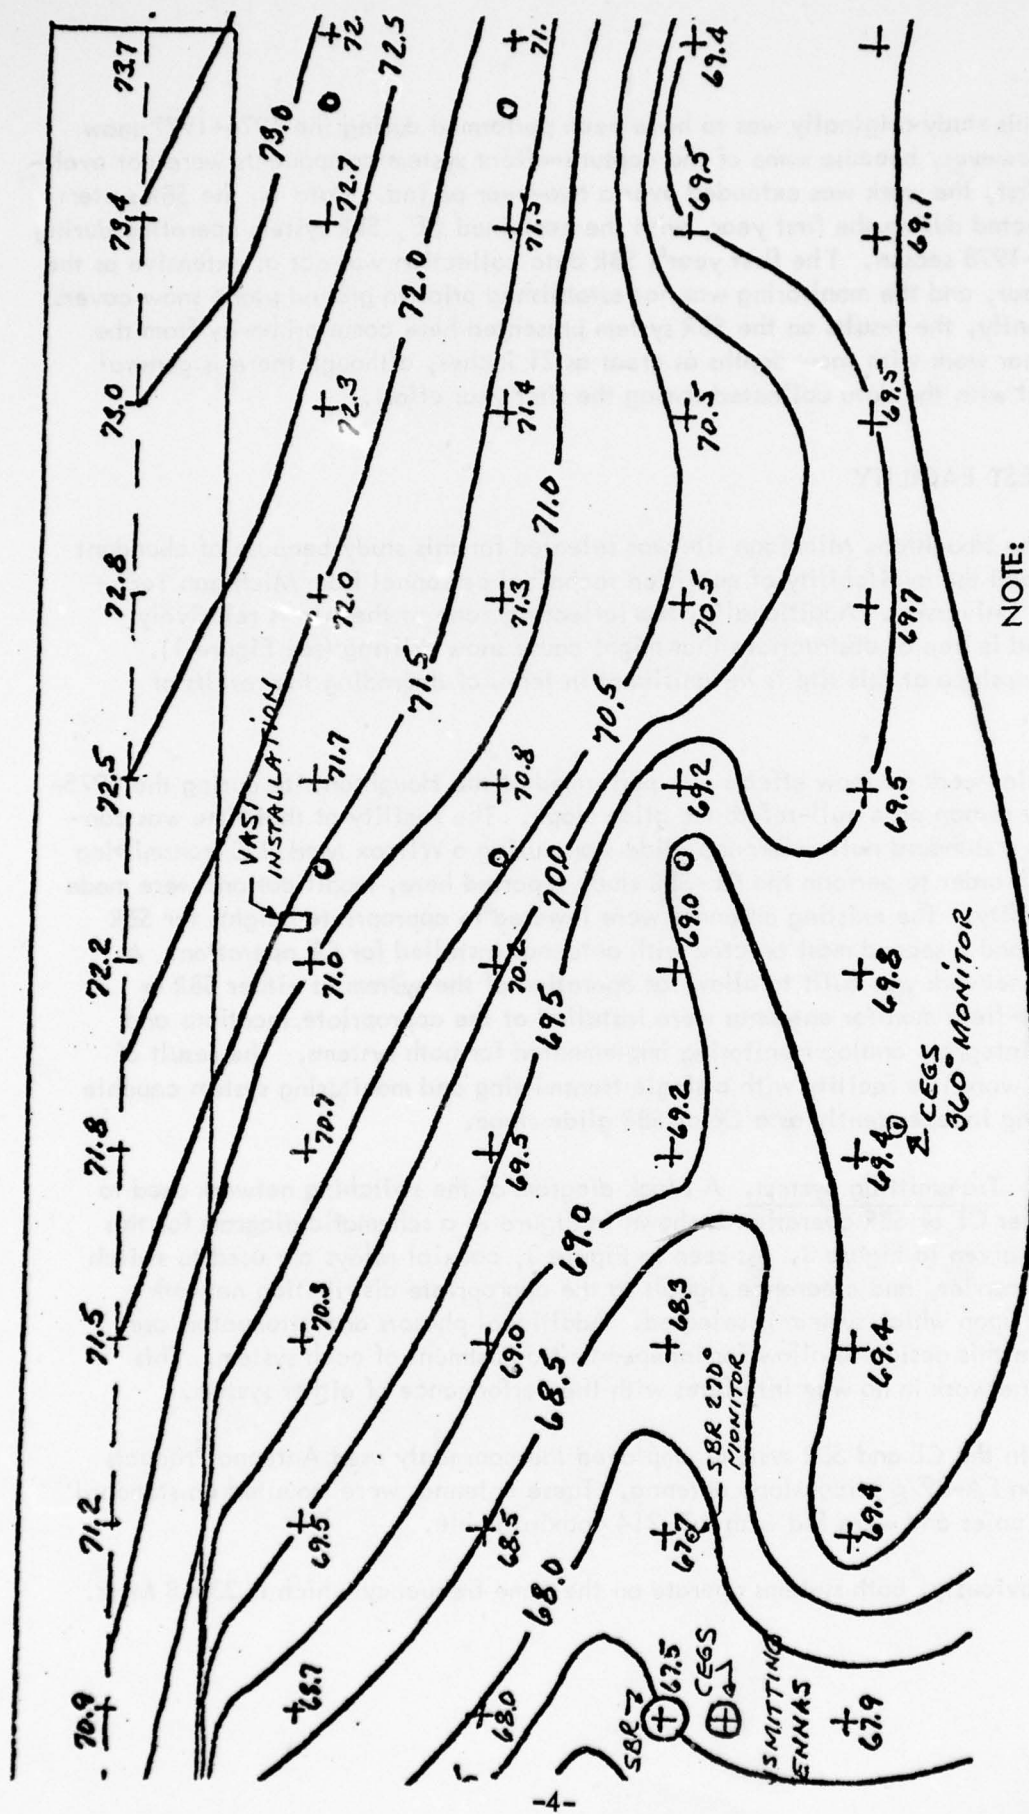 70.9 71.2 71.5 71.8 72.2 72.5 72.8 73.0 73.4 73.7
VAST
INSTALLATION
73.0
68.7 69.5 70.3 70.7 71.0 71.7 72.0 72.3 72.7 72.
72.5
72.0
71.5
68.0 68.5 69.0 69.5 70.2 70.8 71.3 71.4 71.5 71.
68.0 68.5 69.0 69.5 70.0 70.5 71.0
SBR
67.5 68.3 69.2 69.0 69.2 70.5 70.5 69.5 69.4
CEGS
SBR 270°
MONITOR
SMITTING
ENNAS
67.9 69.4 69.4 69.4 69.8 69.5 69.7 69.3 69.1
CEGS
360° MONITOR
NOTE:
-4-